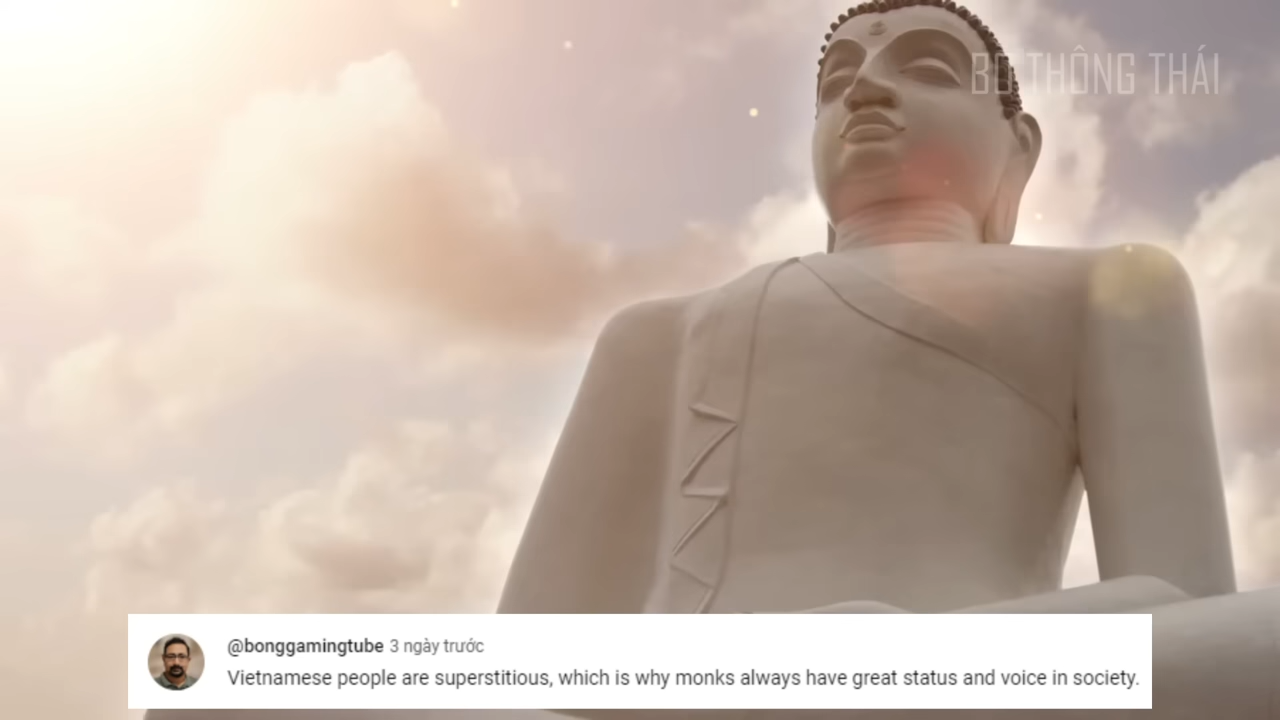 BỘ THÔNG THÁI
@bonggamingtube 3 ngày trước
Vietnamese people are superstitious, which is why monks always have great status and voice in society.